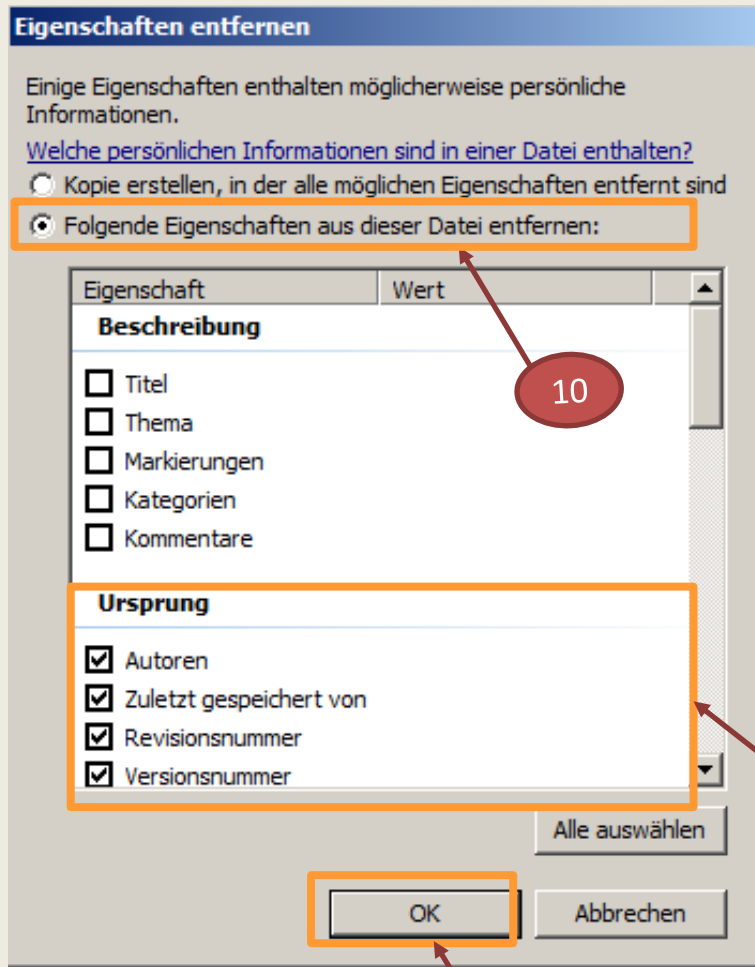 Eigenschaften entfernen
Einige Eigenschaften enthalten möglicherweise persönliche
Informationen.
Welche persönlichen Informationen sind in einer Datei enthalten?
Kopie erstellen, in der alle möglichen Eigenschaften entfernt sind
Folgende Eigenschaften aus dieser Datei entfernen:
Eigenschaft Wert
Beschreibung
Titel
10
Thema
Markierungen
Kategorien
Kommentare
Ursprung
Autoren
Zuletzt gespeichert von
Revisionsnummer
Versionsnummer
Alle auswählen
OK Abbrechen